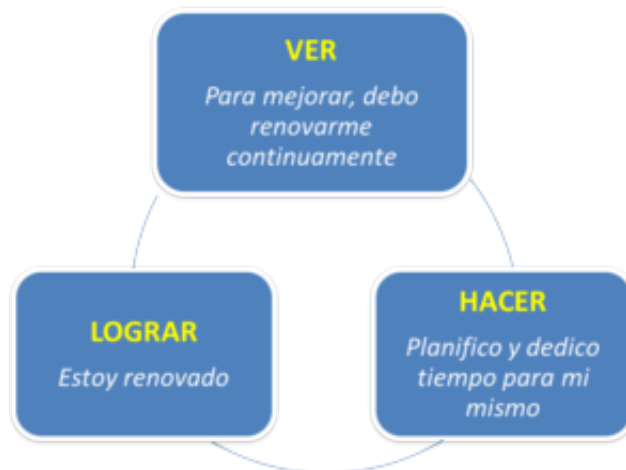 VER
Para mejorar, debo
renovarme
continuamente
LOGRAR
Estoy renovado
HACER
Planifico y dedico
tiempo para mi
mismo